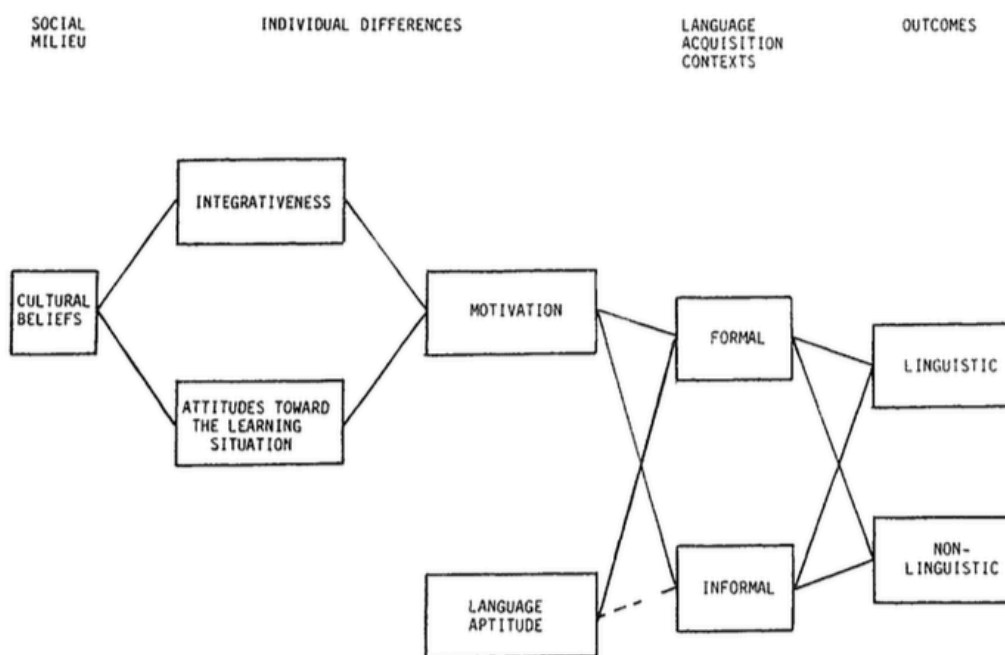 SOCIAL
MILIEU
INDIVIDUAL DIFFERENCES
LANGUAGE
ACQUISITION
CONTEXTS
OUTCOMES
INTEGRATIVENESS
CULTURAL
BELIEFS
MOTIVATION
ATTITUDES TOWARD
THE LEARNING
SITUATION
FORMAL
LINGUISTIC
LANGUAGE
APTITUDE
INFORMAL
NON-
LINGUISTIC